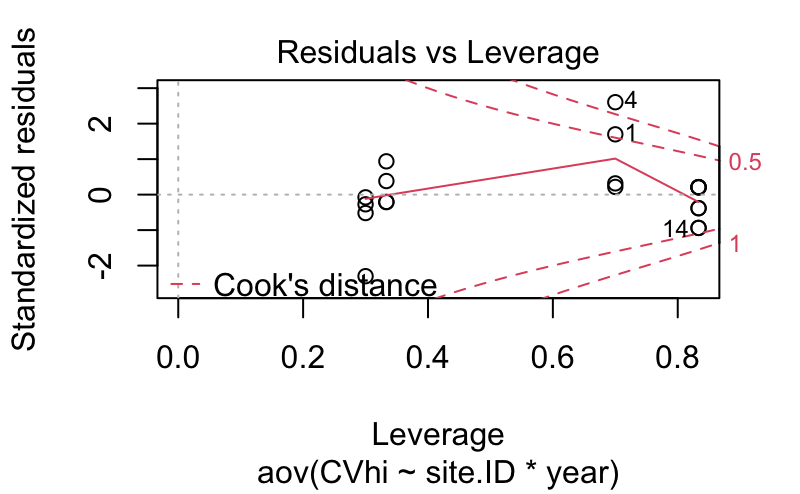 Residuals vs Leverage
Standardized residuals
2
0
-2
4
1
14
0.5
1
Cook's distance
0.0 0.2 0.4 0.6 0.8
Leverage
aov(CVhi ~ site.ID * year)